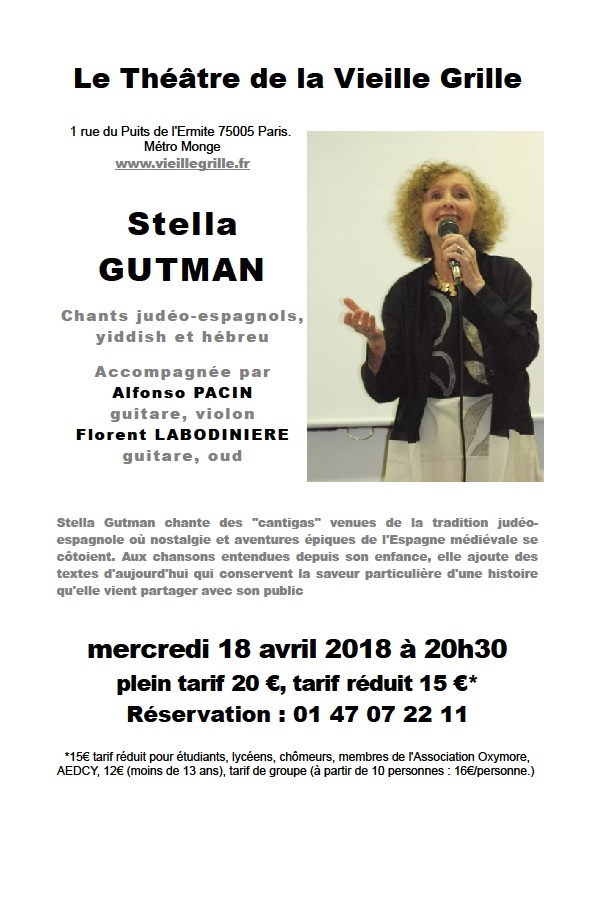 Le Théâtre de la Vieille Grille
1 rue du Puits de l'Ermite 75005 Paris.
Métro Monge
www.vieillegrille.fr
Stella
GUTMAN
Chants judéo-espagnols,
yiddish et hébreu
Accompagnée par
Alfonso PACIN
guitare, violon
Florent LABODINIERE
guitare, oud
Stella Gutman chante des "cantigas" venues de la tradition judéo-
espagnole où nostalgie et aventures épiques de l'Espagne médiévale se
côtoient. Aux chansons entendues depuis son enfance, elle ajoute des
textes d'aujourd'hui qui conservent la saveur particulière d'une histoire
qu'elle vient partager avec son public
mercredi 18 avril 2018 à 20h30
plein tarif 20 €, tarif réduit 15 €*
Réservation : 01 47 07 22 11
*15€ tarif réduit pour étudiants, lycéens, chômeurs, membres de l'Association Oxymore,
AEDCY, 12€ (moins de 13 ans), tarif de groupe (à partir de 10 personnes : 16€/personne.)